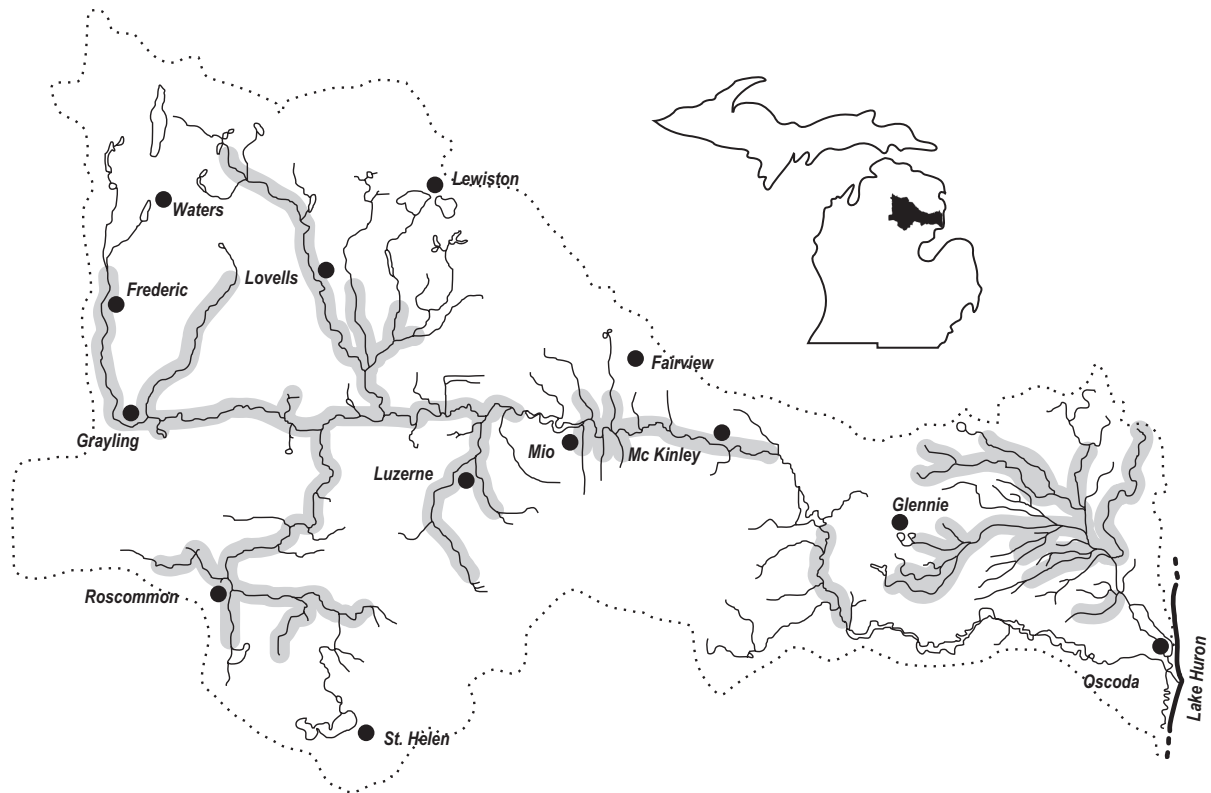 Lewiston
Waters
Lovells
Frederic
Fairview
Grayling
Mio
Mc Kinley
Luzerne
Glennie
Roscommon
Oscoda
Lake Huron
St. Helen